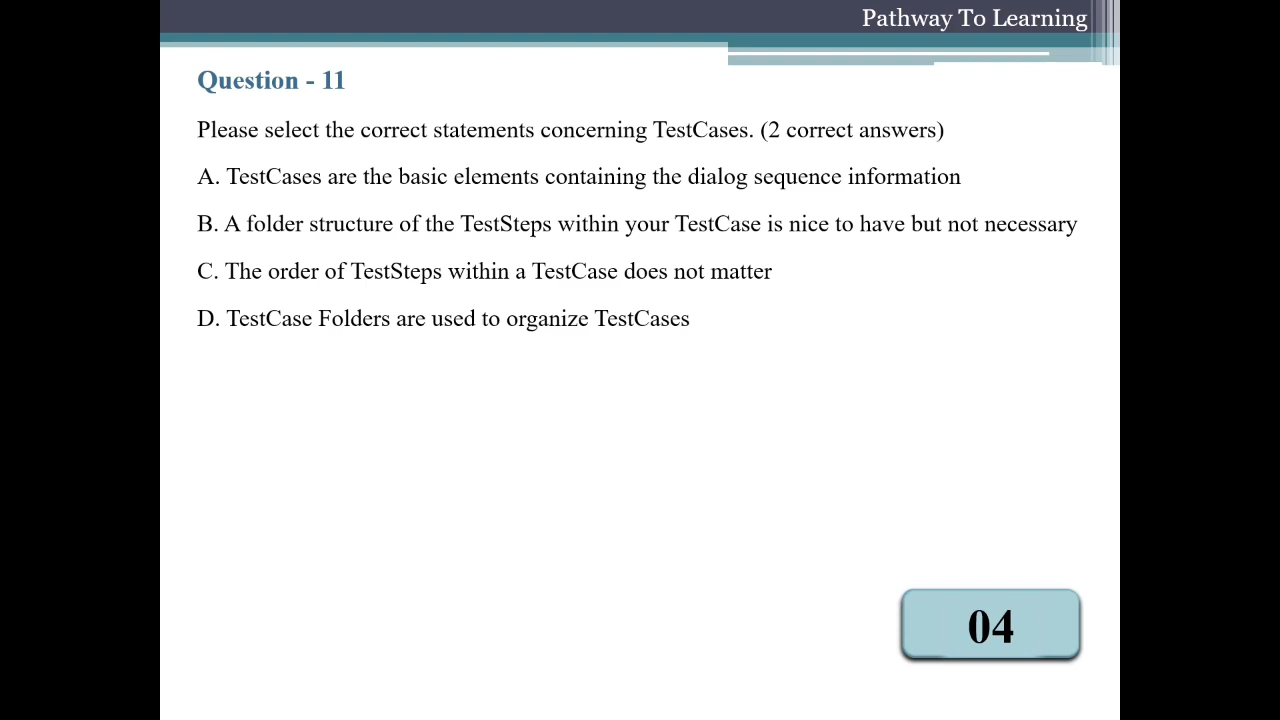 Pathway To Learning
Question - 11
Please select the correct statements concerning TestCases. (2 correct answers)
A. TestCases are the basic elements containing the dialog sequence information
B. A folder structure of the TestSteps within your TestCase is nice to have but not necessary
C. The order of TestSteps within a TestCase does not matter
D. TestCase Folders are used to organize TestCases
04